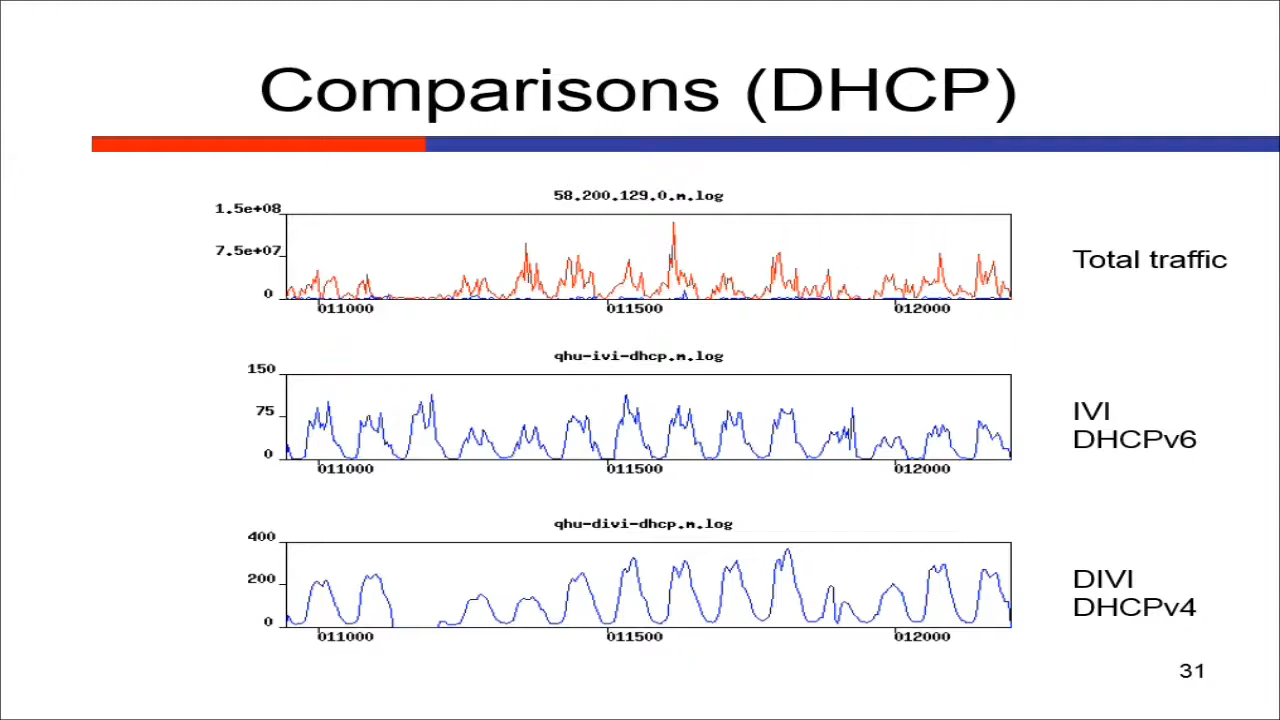 Comparisons (DHCP)
58.200.129.0.m.log
1.5e+08
7.5e+07
0
011000 011500 012000
Total traffic
qhu-ivi-dhcp.m.log
150
75
0
011000 011500 012000
IVI
DHCPv6
qhu-divi-dhcp.m.log
400
200
0
011000 011500 012000
DIVI
DHCPv4
31